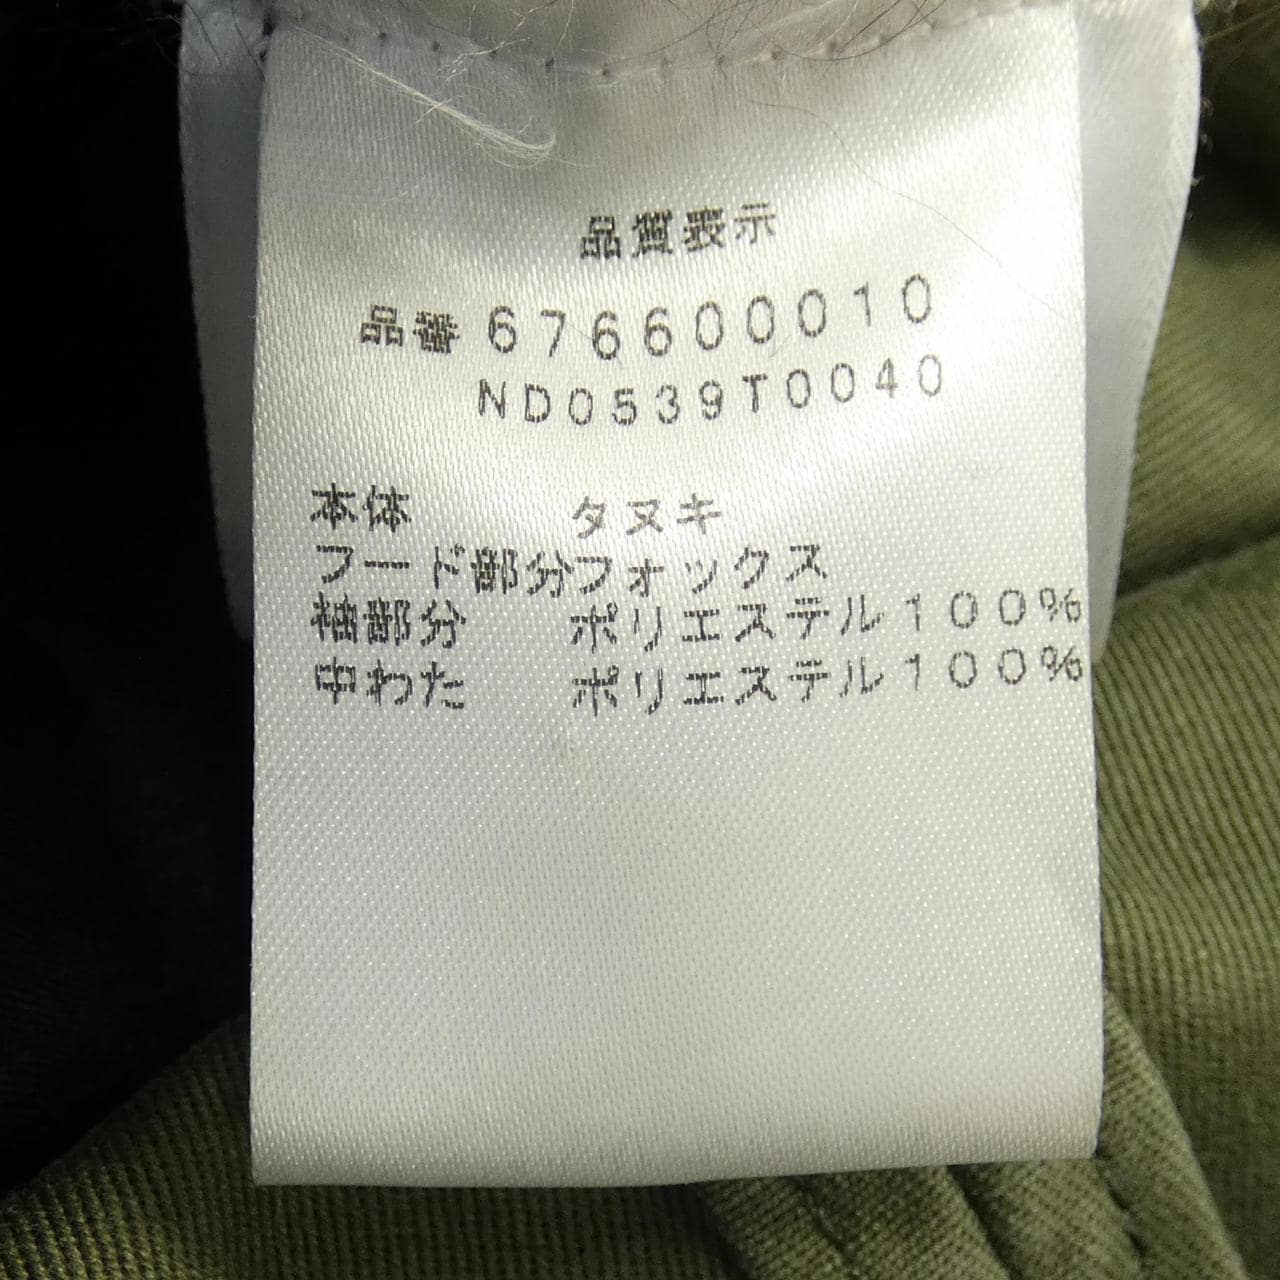 品質表示
品番 676600010
ND0539T0040
本体 タヌキ
フード部分フォックス
袖部分 ポリエステル100%
中わた ポリエステル100%